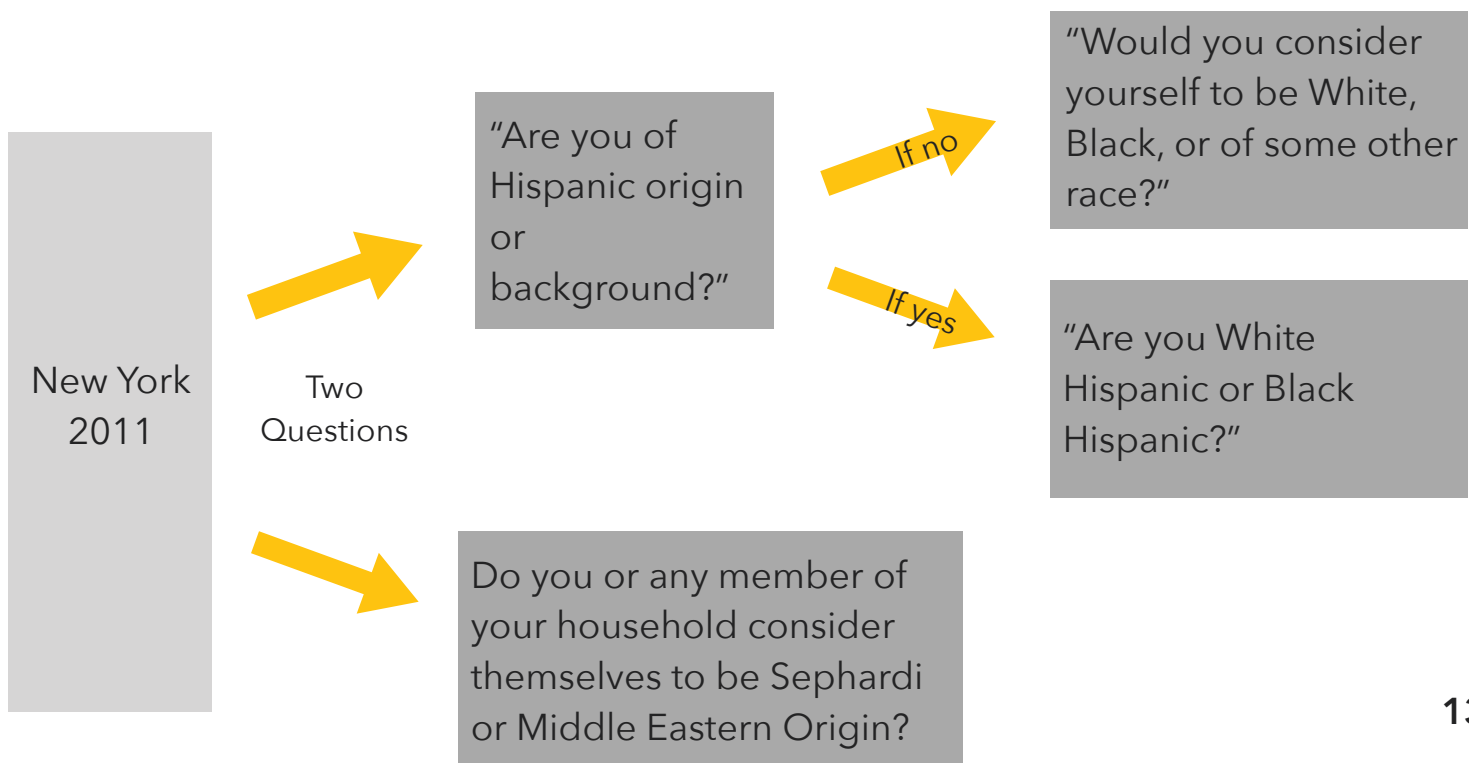 New York
2011
Two
Questions
“Are you of
Hispanic origin
or
background?”
If no
“Would you consider
yourself to be White,
Black, or of some other
race?”
If yes
“Are you White
Hispanic or Black
Hispanic?”
Do you or any member of
your household consider
themselves to be Sephardi
or Middle Eastern Origin?
13